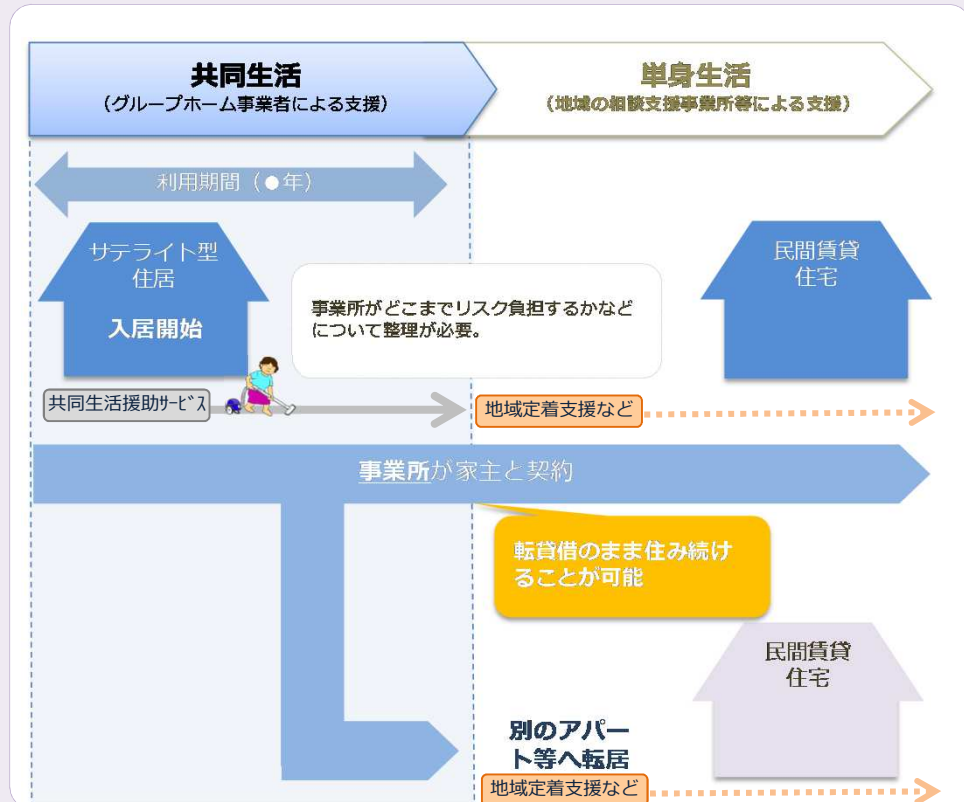 共同生活
（グループホーム事業者による支援）
単身生活
（地域の相談支援事業所等による支援）
利用期間（●年）
サテライト型
住居
入居開始
事業所がどこまでリスク負担するかなど
について整理が必要。
民間賃貸
住宅
共同生活援助ｻｰﾋﾞｽ
地域定着支援など
事業所が家主と契約
転貸借のまま住み続け
ることが可能
民間賃貸
住宅
別のアパー
ト等へ転居
地域定着支援など